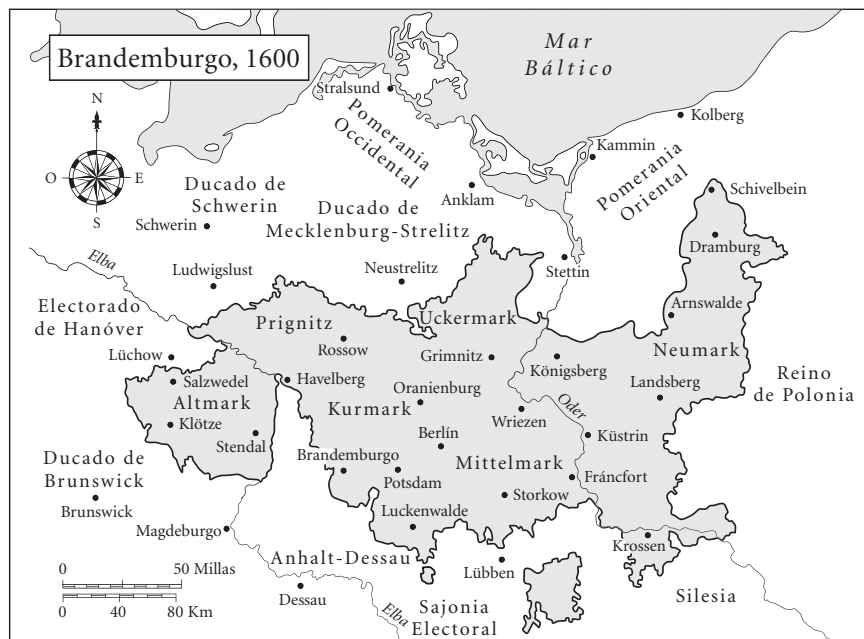 Brandemburgo, 1600
Mar
Báltico
N
O
E
S
Stralsund
Pomerania
Occidental
Kolberg
Kammin
Pomerania
Oriental
Schivelbein
Anklam
Ducado de
Schwerin
Schwerin
Ducado de
Mecklenburg-Strelitz
Dramburg
Elba
Stettin
Ludwigslust
Neustrelitz
Electorado
de Hanóver
Arnswalde
Prignitz
Uckermark
Rossow
Neumark
Lüchow
Grimnitz
Königsberg
Reino
de Polonia
Salzwedel
Havelberg
Oranienburg
Landsberg
Altmark
Kurmark
Oder
Klötze
Wriezen
Stendal
Berlín
Küstrin
Ducado de
Brunswick
Brandemburgo
Mittelmark
Potsdam
Fráncfort
Brunswick
Storkow
Luckenwalde
Magdeburgo
Krossen
Anhalt-Dessau
Lübben
0 50 Millas
0 40 80 Km
Dessau
Elba
Sajonia
Electoral
Silesia